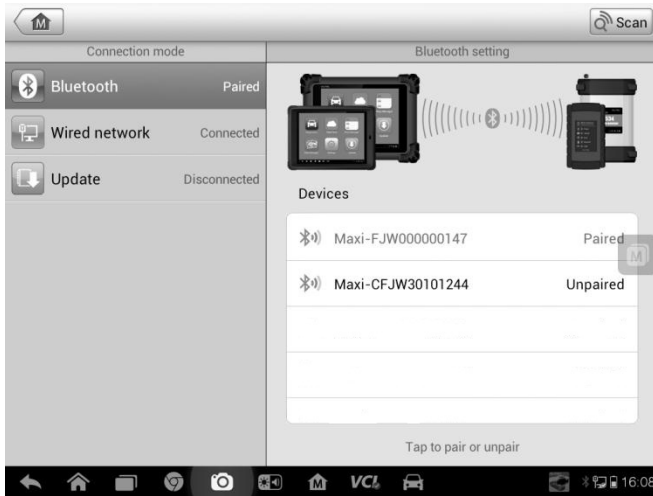 M
Scan
Connection mode
Bluetooth setting
Bluetooth Paired
Wired network Connected
Update Disconnected
Devices
Maxi-FJW000000147 Paired
M
Maxi-CFJW30101244 Unpaired
Tap to pair or unpair
M VCI 16:08